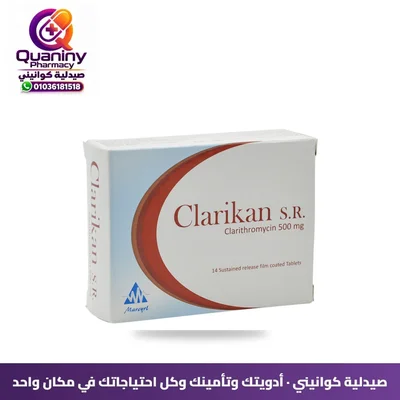 Quaniny
Pharmacy
صيدلية كوانيني
01036181518
Clarikan S.R.
Clarithromycin 500 mg
14 Sustained release film coated Tablets
Clarikan S.R.
صيدلية كوانيني - أدويتك وتأمينك وكل احتياجاتك في مكان واحد